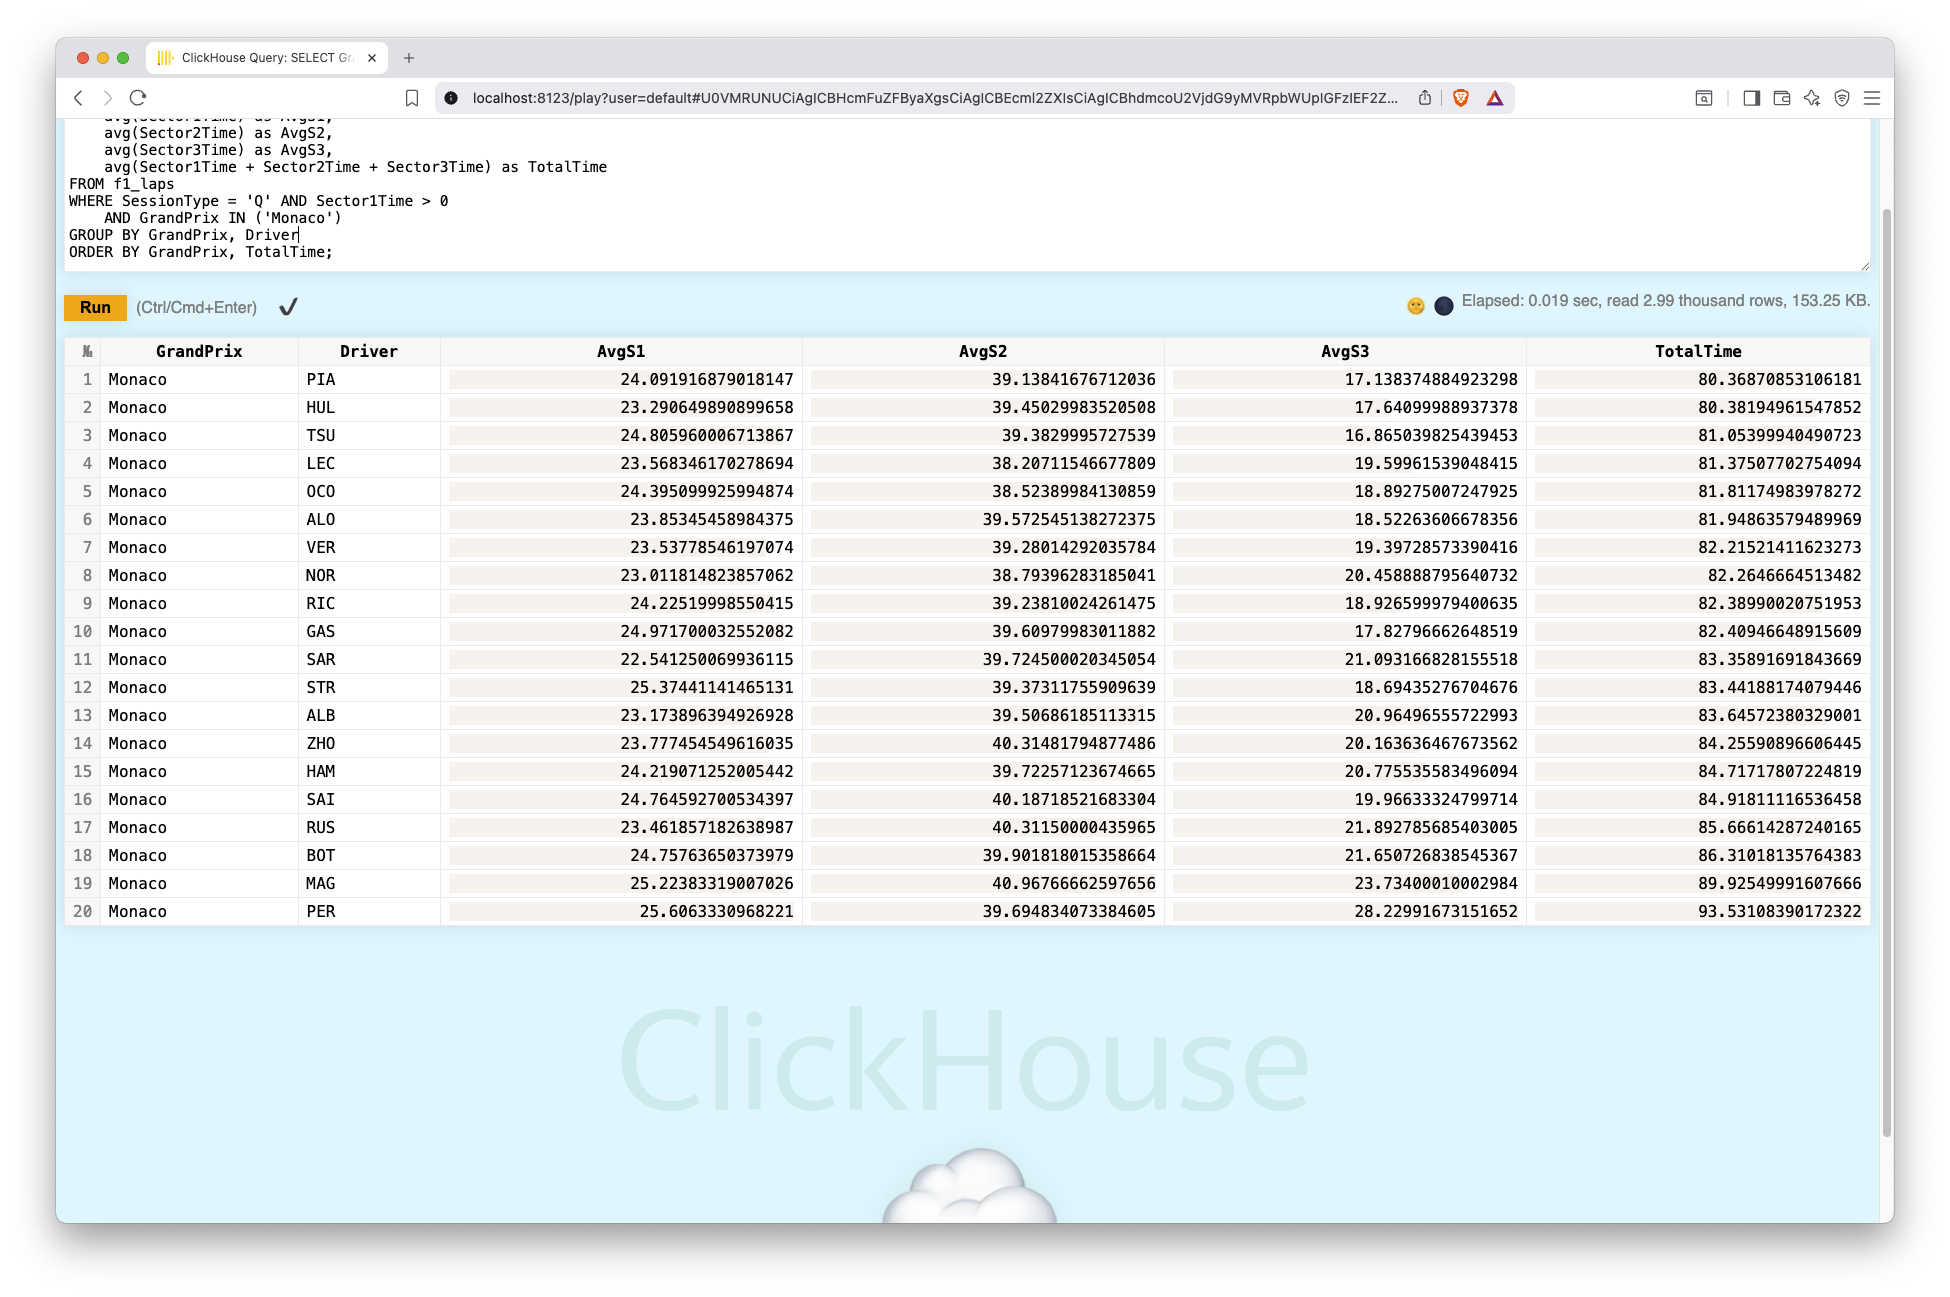 ClickHouse Query: SELECT Gr
localhost:8123/play?user=default#U0VMRUNUCiAgICBHcmFuZFByaXgsCiAgICBEcml2ZXIsCiAgICBhdmcoU2VjdG9yMVRpbWUpIGFzIEF2Z...
avg(Sector1Time) as AvgS1,
avg(Sector2Time) as AvgS2,
avg(Sector3Time) as AvgS3,
avg(Sector1Time + Sector2Time + Sector3Time) as TotalTime
FROM f1_laps
WHERE SessionType = 'Q' AND Sector1Time > 0
AND GrandPrix IN ('Monaco')
GROUP BY GrandPrix, Driver
ORDER BY GrandPrix, TotalTime;
Run (Ctrl/Cmd+Enter) ✔ Elapsed: 0.019 sec, read 2.99 thousand rows, 153.25 KB.
№ GrandPrix Driver AvgS1 AvgS2 AvgS3 TotalTime
1 Monaco PIA 24.091916879018147 39.13841676712036 17.138374884923298 80.36870853106181
2 Monaco HUL 23.290649890899658 39.45029983520508 17.64099988937378 80.38194961547852
3 Monaco TSU 24.805960006713867 39.3829995727539 16.865039825439453 81.05399940490723
4 Monaco LEC 23.568346170278694 38.20711546677809 19.59961539048415 81.37507702754094
5 Monaco OCO 24.395099925994874 38.52389984130859 18.89275007247925 81.81174983978272
6 Monaco ALO 23.85345458984375 39.572545138272375 18.52263606678356 81.94863579489969
7 Monaco VER 23.53778546197074 39.28014292035784 19.39728573390416 82.21521411623273
8 Monaco NOR 23.011814823857062 38.79396283185041 20.458888795640732 82.2646664513482
9 Monaco RIC 24.22519998550415 39.23810024261475 18.926599979400635 82.38990020751953
10 Monaco GAS 24.971700032552082 39.60979983011882 17.82796662648519 82.40946648915609
11 Monaco SAR 22.541250069936115 39.724500020345054 21.093166828155518 83.35891691843669
12 Monaco STR 25.37441141465131 39.37311755909639 18.69435276704676 83.44188174079446
13 Monaco ALB 23.173896394926928 39.50686185113315 20.96496555722993 83.64572380329001
14 Monaco ZHO 23.777454549616035 40.31481794877486 20.163636467673562 84.25590896606445
15 Monaco HAM 24.219071252005442 39.72257123674665 20.775535583496094 84.71717807224819
16 Monaco SAI 24.764592700534397 40.18718521683304 19.96633324799714 84.91811116536458
17 Monaco RUS 23.461857182638987 40.31150000435965 21.892785685403005 85.66614287240165
18 Monaco BOT 24.75763650373979 39.901818015358664 21.650726838545367 86.31018135764383
19 Monaco MAG 25.22383319007026 40.96766662597656 23.73400010002984 89.92549991607666
20 Monaco PER 25.6063330968221 39.694834073384605 28.22991673151652 93.53108390172322
ClickHouse